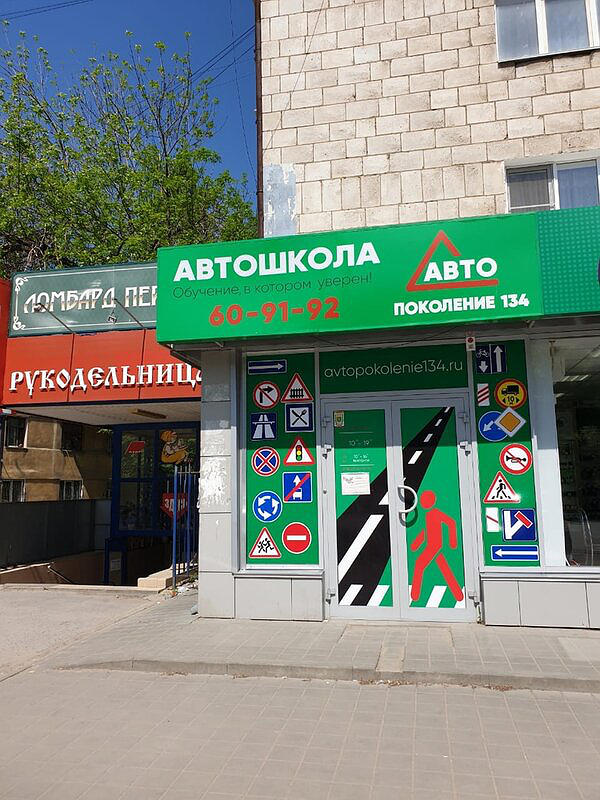 АВТОШКОЛА
Обучение, в котором уверен!
60-91-92
АВТО
ПОКОЛЕНИЕ 134
ЛОМБАРД ПЕР
РУКОДЕЛЬНИЦА
avtopokolenie134.ru